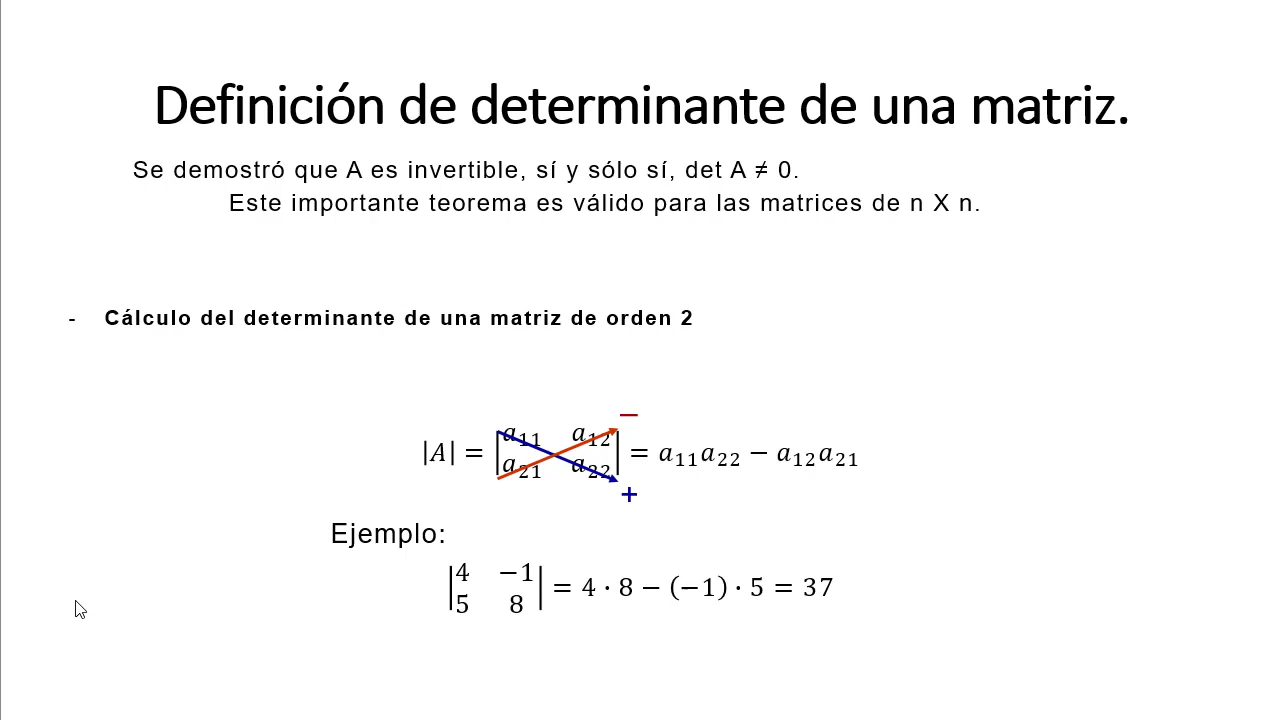 Definición de determinante de una matriz.
Se demostró que A es invertible, sí y sólo sí, det A ≠ 0.
Este importante teorema es válido para las matrices de n X n.
- Cálculo del determinante de una matriz de orden 2
−
|A| = |a₁₁ a₁₂| = a₁₁a₂₂ − a₁₂a₂₁
|a₂₁ a₂₂|
+
Ejemplo:
|4 −1| = 4 · 8 − (−1) · 5 = 37
|5 8|